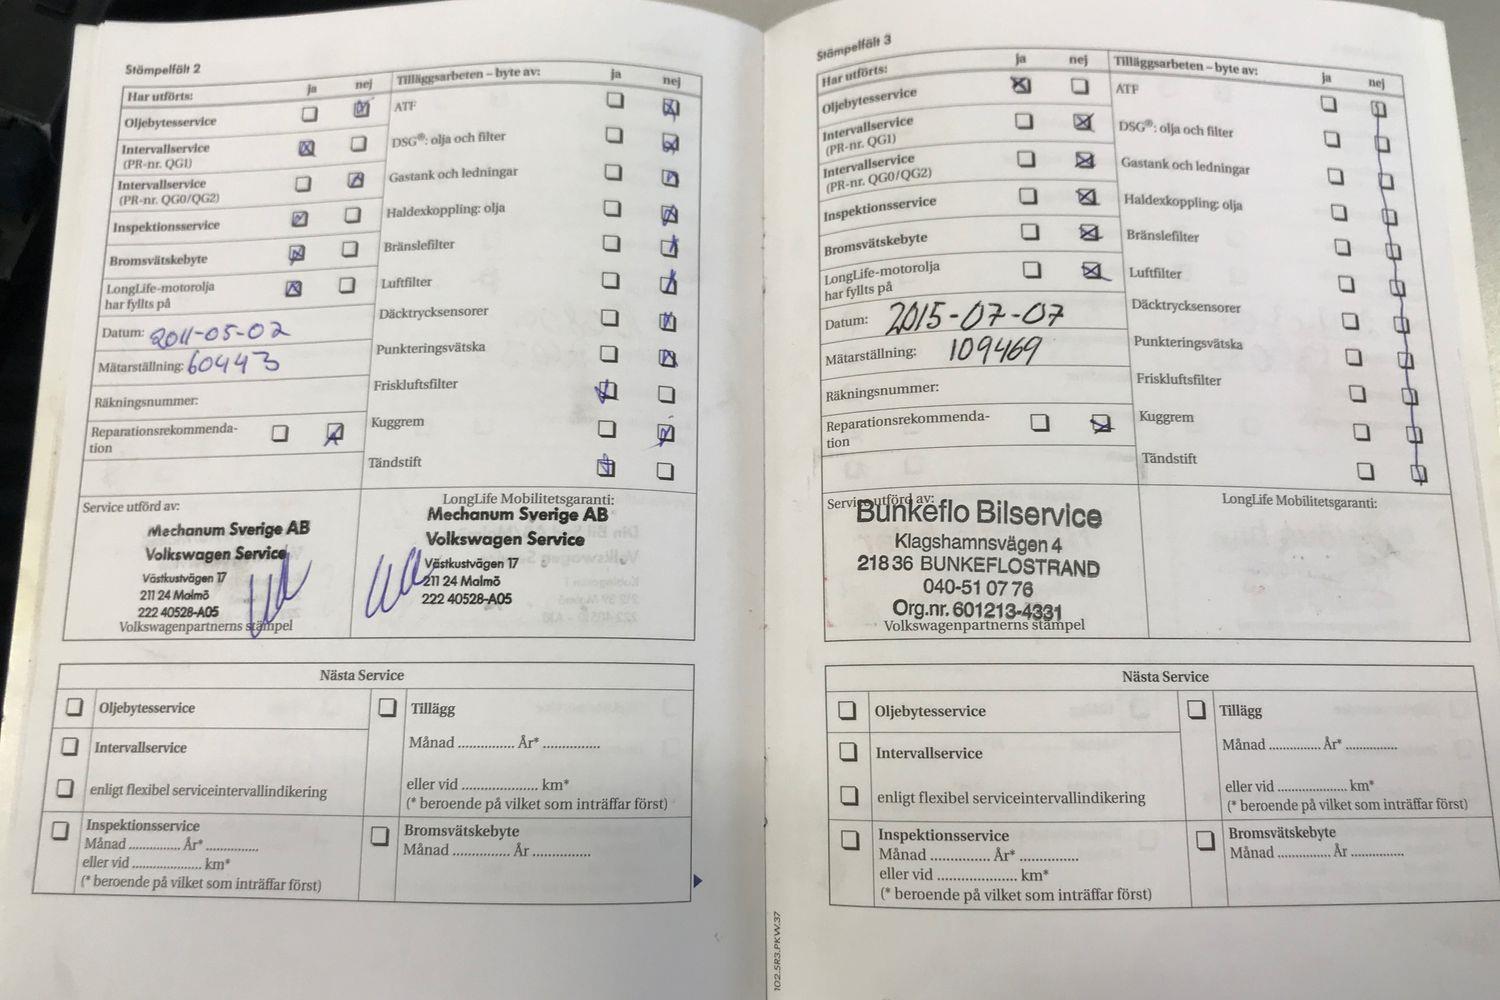 Stämpelfält 2
Har utförts: ja nej
Oljebytesservice
Intervallservice
(PR-nr. QG1)
Intervallservice
(PR-nr. QG0/QG2)
Inspektionsservice
Bromsvätskebyte
LongLife-motorolja
har fyllts på
Datum: 2011-05-02
Mätarställning: 60443
Räkningsnummer:
Reparationsrekommenda-
tion
Tilläggsarbeten – byte av: ja nej
ATF
DSG®: olja och filter
Gastank och ledningar
Haldexkoppling: olja
Bränslefilter
Luftfilter
Däcktrycksensorer
Punkteringsvätska
Friskluftsfilter
Kuggrem
Tändstift
Service utförd av:
Mechanum Sverige AB
Volkswagen Service
Västkustvägen 17
211 24 Malmö
222 40528-A05
Volkswagenpartnerns stämpel
LongLife Mobilitetsgaranti:
Mechanum Sverige AB
Volkswagen Service
Västkustvägen 17
211 24 Malmö
222 40528-A05
Nästa Service
Oljebytesservice
Intervallservice
enligt flexibel serviceintervallindikering
Inspektionsservice
Månad ............. År* .............
eller vid ................. km*
(* beroende på vilket som inträffar först)
Tillägg
Månad .............. År* ..............
eller vid ................... km*
(* beroende på vilket som inträffar först)
Bromsvätskebyte
Månad .............. År ..............
Stämpelfält 3
Har utförts: ja nej
Oljebytesservice
Intervallservice
(PR-nr. QG1)
Intervallservice
(PR-nr. QG0/QG2)
Inspektionsservice
Bromsvätskebyte
LongLife-motorolja
har fyllts på
Datum: 2015-07-07
Mätarställning: 109469
Räkningsnummer:
Reparationsrekommenda-
tion
Tilläggsarbeten – byte av: ja nej
ATF
DSG®: olja och filter
Gastank och ledningar
Haldexkoppling: olja
Bränslefilter
Luftfilter
Däcktrycksensorer
Punkteringsvätska
Friskluftsfilter
Kuggrem
Tändstift
Service utförd av:
Bunkeflo Bilservice
Klagshamnsvägen 4
218 36 BUNKEFLOSTRAND
040-51 07 76
Org.nr. 601213-4331
Volkswagenpartnerns stämpel
LongLife Mobilitetsgaranti:
Nästa Service
Oljebytesservice
Intervallservice
enligt flexibel serviceintervallindikering
Inspektionsservice
Månad .............. År* ..............
eller vid ................... km*
(* beroende på vilket som inträffar först)
Tillägg
Månad ............. År* .............
eller vid ................. km*
(* beroende på vilket som inträffar först)
Bromsvätskebyte
Månad ............. År .............
102.5R3.PKW.37